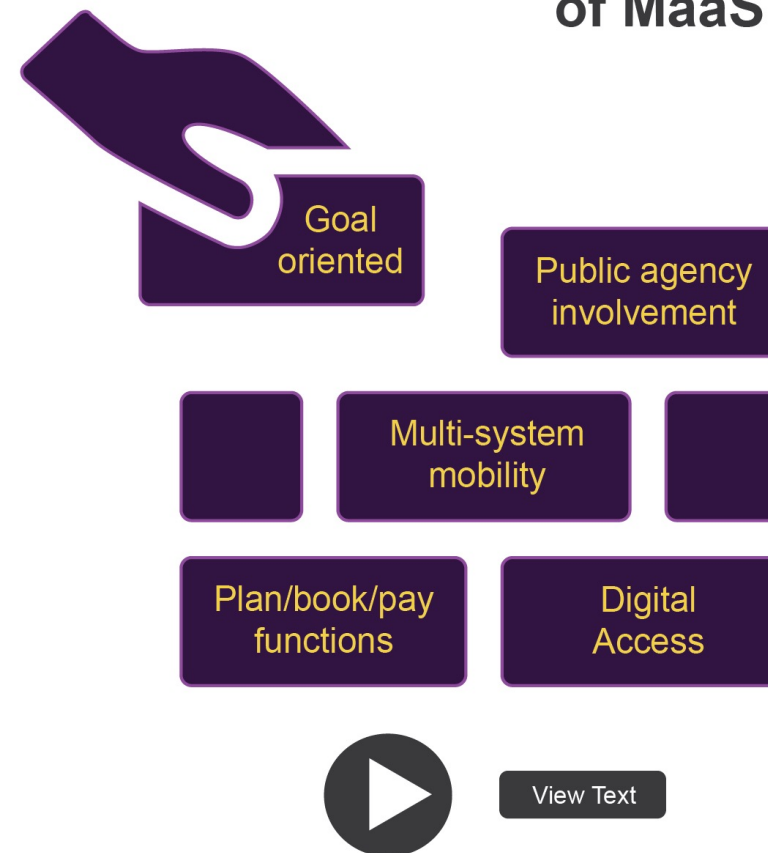 of MaaS
Goal
oriented
Public agency
involvement
Multi-system
mobility
Plan/book/pay
functions
Digital
Access
View Text